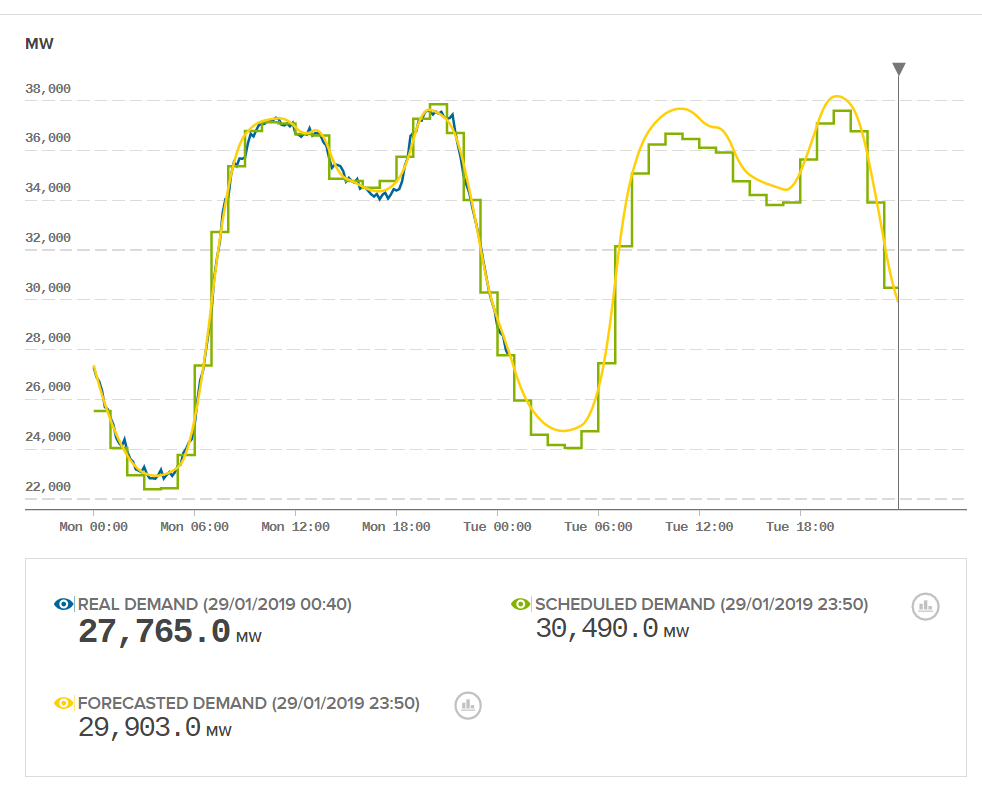 MW
38,000
36,000
34,000
32,000
30,000
28,000
26,000
24,000
22,000
Mon 00:00 Mon 06:00 Mon 12:00 Mon 18:00 Tue 00:00 Tue 06:00 Tue 12:00 Tue 18:00
REAL DEMAND (29/01/2019 00:40)
27,765.0 MW
SCHEDULED DEMAND (29/01/2019 23:50)
30,490.0 MW
FORECASTED DEMAND (29/01/2019 23:50)
29,903.0 MW